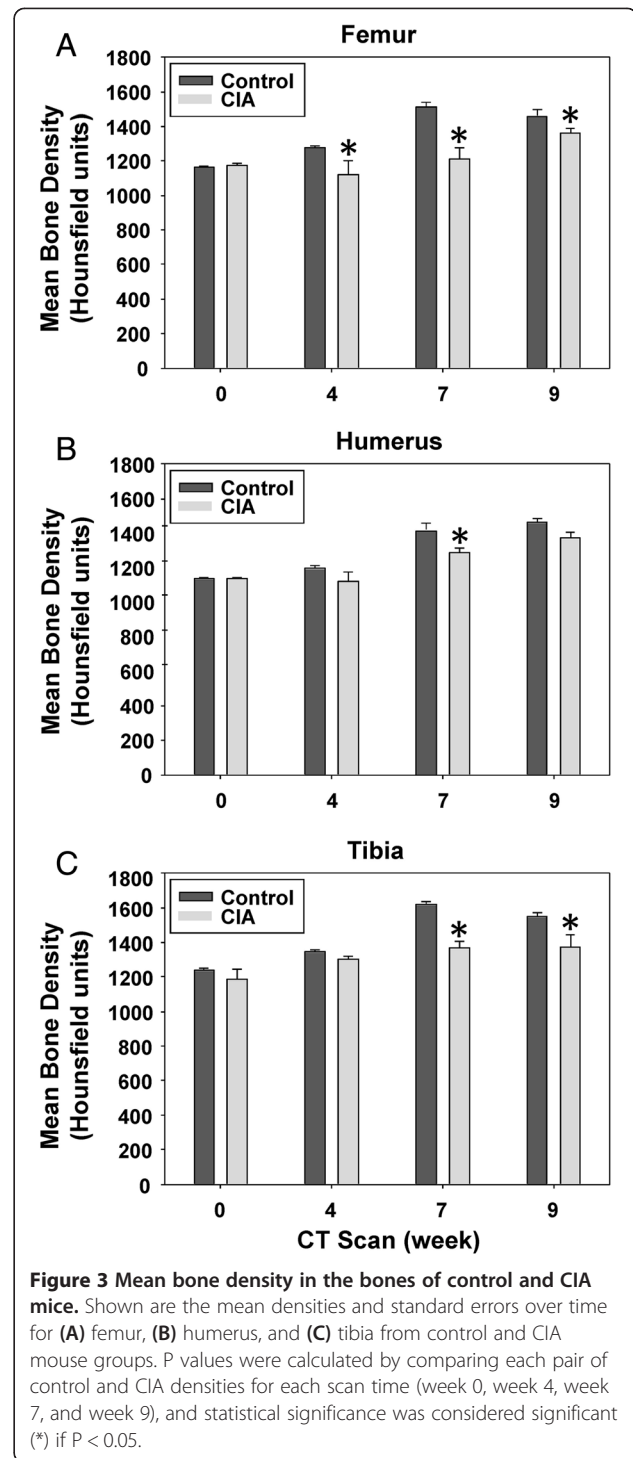 A
Femur
1800
1600
1400
1200
1000
800
600
400
200
0
Mean Bone Density
(Hounsfield units)
Control
CIA
*
*
*
0 4 7 9
B
Humerus
1800
1600
1400
1200
1000
800
600
400
200
0
Mean Bone Density
(Hounsfield units)
Control
CIA
*
0 4 7 9
C
Tibia
1800
1600
1400
1200
1000
800
600
400
200
0
Mean Bone Density
(Hounsfield units)
Control
CIA
*
*
0 4 7 9
CT Scan (week)
Figure 3 Mean bone density in the bones of control and CIA
mice. Shown are the mean densities and standard errors over time
for (A) femur, (B) humerus, and (C) tibia from control and CIA
mouse groups. P values were calculated by comparing each pair of
control and CIA densities for each scan time (week 0, week 4, week
7, and week 9), and statistical significance was considered significant
(*) if P < 0.05.